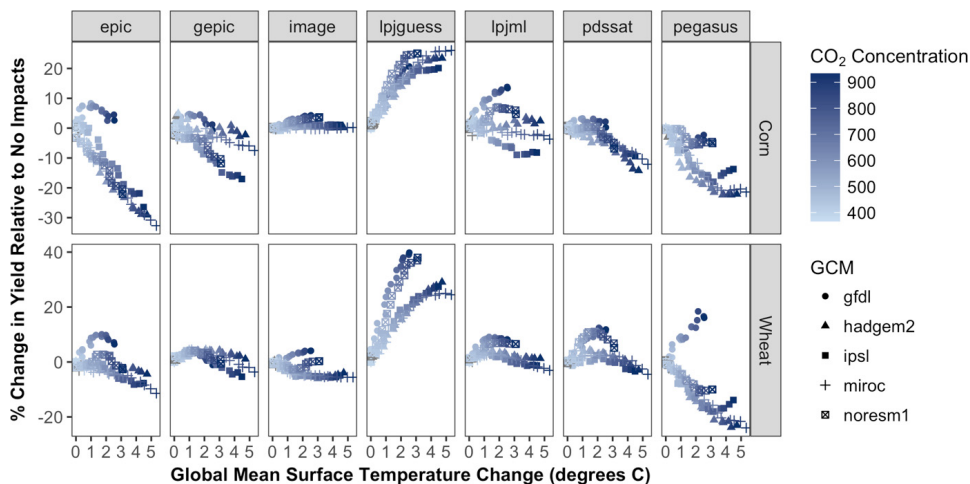 epic gepic image lpjguess lpjml pdssat pegasus
20
10
0
-10
-20
-30
Corn
40
20
0
-20
Wheat
% Change in Yield Relative to No Impacts
0 1 2 3 4 5 0 1 2 3 4 5 0 1 2 3 4 5 0 1 2 3 4 5 0 1 2 3 4 5 0 1 2 3 4 5 0 1 2 3 4 5
Global Mean Surface Temperature Change (degrees C)
CO₂ Concentration
900
800
700
600
500
400
GCM
gfdl
hadgem2
ipsl
miroc
noresm1